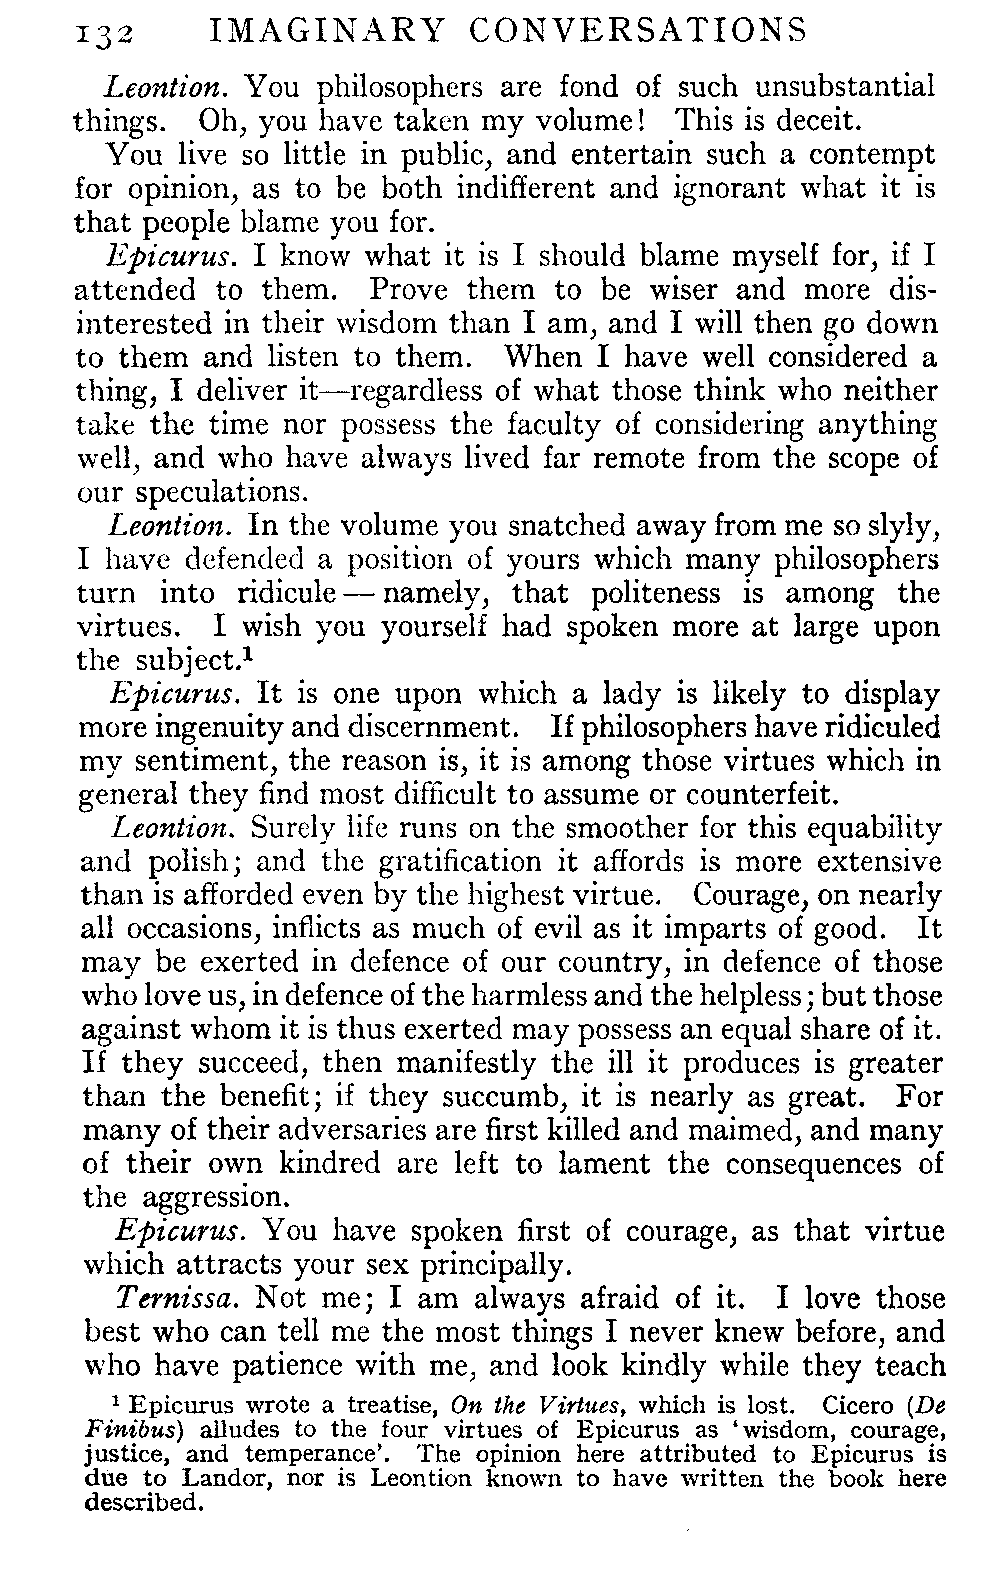 132 IMAGINARY CONVERSATIONS
Leontion. You philosophers are fond of such unsubstantial
things. Oh, you have taken my volume! This is deceit.
You live so little in public, and entertain such a contempt
for opinion, as to be both indifferent and ignorant what it is
that people blame you for.
Epicurus. I know what it is I should blame myself for, if I
attended to them. Prove them to be wiser and more dis-
interested in their wisdom than I am, and I will then go down
to them and listen to them. When I have well considered a
thing, I deliver it—regardless of what those think who neither
take the time nor possess the faculty of considering anything
well, and who have always lived far remote from the scope of
our speculations.
Leontion. In the volume you snatched away from me so slyly,
I have defended a position of yours which many philosophers
turn into ridicule — namely, that politeness is among the
virtues. I wish you yourself had spoken more at large upon
the subject.¹
Epicurus. It is one upon which a lady is likely to display
more ingenuity and discernment. If philosophers have ridiculed
my sentiment, the reason is, it is among those virtues which in
general they find most difficult to assume or counterfeit.
Leontion. Surely life runs on the smoother for this equability
and polish; and the gratification it affords is more extensive
than is afforded even by the highest virtue. Courage, on nearly
all occasions, inflicts as much of evil as it imparts of good. It
may be exerted in defence of our country, in defence of those
who love us, in defence of the harmless and the helpless; but those
against whom it is thus exerted may possess an equal share of it.
If they succeed, then manifestly the ill it produces is greater
than the benefit; if they succumb, it is nearly as great. For
many of their adversaries are first killed and maimed, and many
of their own kindred are left to lament the consequences of
the aggression.
Epicurus. You have spoken first of courage, as that virtue
which attracts your sex principally.
Ternissa. Not me; I am always afraid of it. I love those
best who can tell me the most things I never knew before, and
who have patience with me, and look kindly while they teach
¹ Epicurus wrote a treatise, On the Virtues, which is lost. Cicero (De
Finibus) alludes to the four virtues of Epicurus as ‘wisdom, courage,
justice, and temperance’. The opinion here attributed to Epicurus is
due to Landor, nor is Leontion known to have written the book here
described.